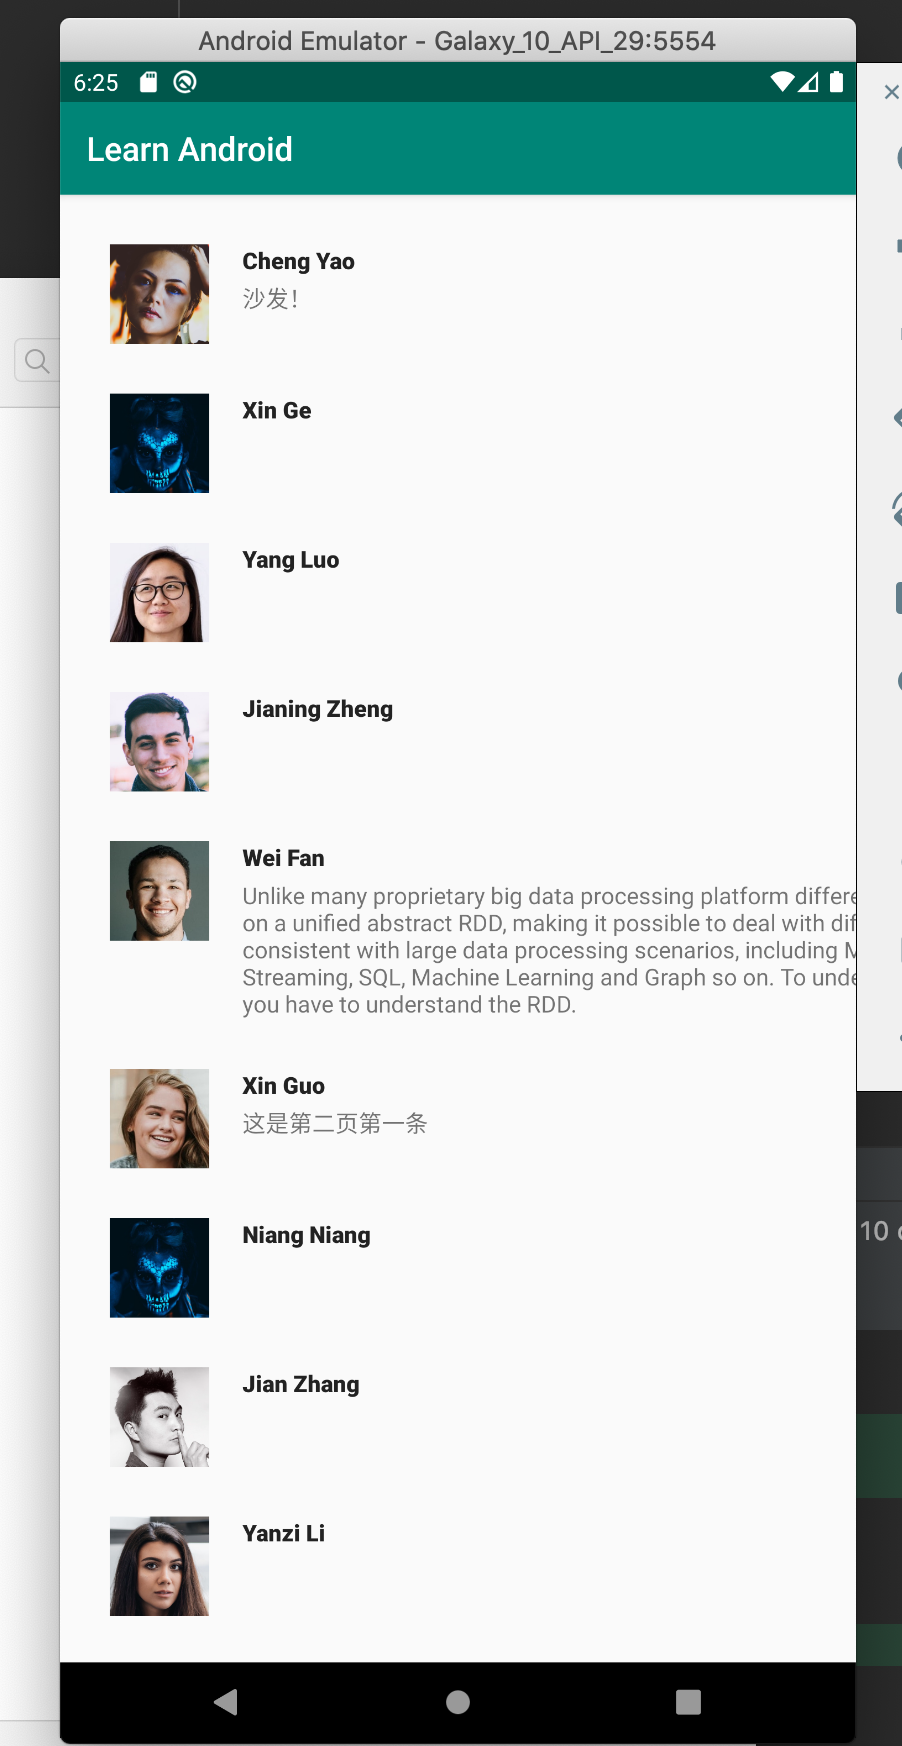 Android Emulator - Galaxy_10_API_29:5554
6:25
Learn Android
Cheng Yao
沙发!
Xin Ge
Yang Luo
Jianing Zheng
Wei Fan
Unlike many proprietary big data processing platform differe
on a unified abstract RDD, making it possible to deal with dif
consistent with large data processing scenarios, including M
Streaming, SQL, Machine Learning and Graph so on. To unde
you have to understand the RDD.
Xin Guo
这是第二页第一条
10
Niang Niang
Jian Zhang
Yanzi Li